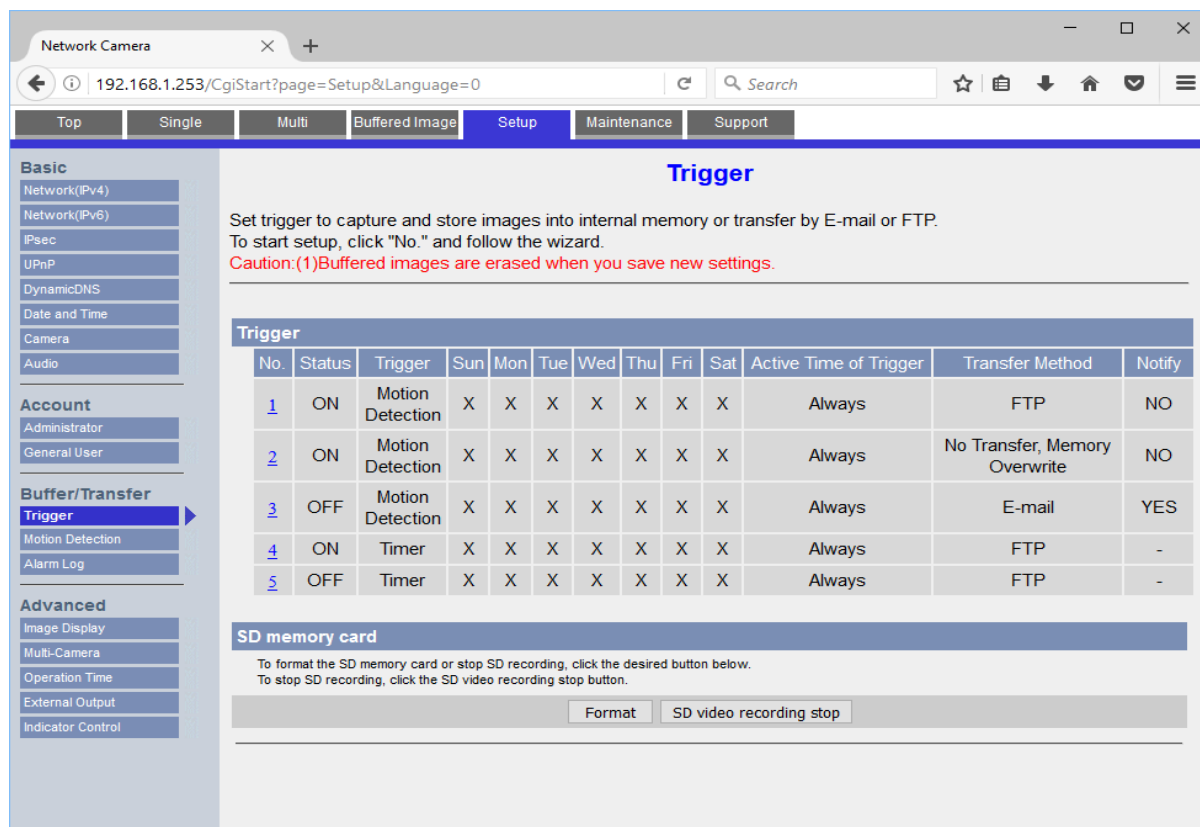 Network Camera
192.168.1.253/CgiStart?page=Setup&Language=0
Search
Top Single Multi Buffered Image Setup Maintenance Support
Basic
Network(IPv4)
Network(IPv6)
IPsec
UPnP
DynamicDNS
Date and Time
Camera
Audio
Account
Administrator
General User
Buffer/Transfer
Trigger
Motion Detection
Alarm Log
Advanced
Image Display
Multi-Camera
Operation Time
External Output
Indicator Control
Trigger
Set trigger to capture and store images into internal memory or transfer by E-mail or FTP.
To start setup, click "No." and follow the wizard.
Caution:(1)Buffered images are erased when you save new settings.
Trigger
No. Status Trigger Sun Mon Tue Wed Thu Fri Sat Active Time of Trigger Transfer Method Notify
1 ON Motion Detection X X X X X X X Always FTP NO
2 ON Motion Detection X X X X X X X Always No Transfer, Memory Overwrite NO
3 OFF Motion Detection X X X X X X X Always E-mail YES
4 ON Timer X X X X X X X Always FTP -
5 OFF Timer X X X X X X X Always FTP -
SD memory card
To format the SD memory card or stop SD recording, click the desired button below.
To stop SD recording, click the SD video recording stop button.
Format SD video recording stop